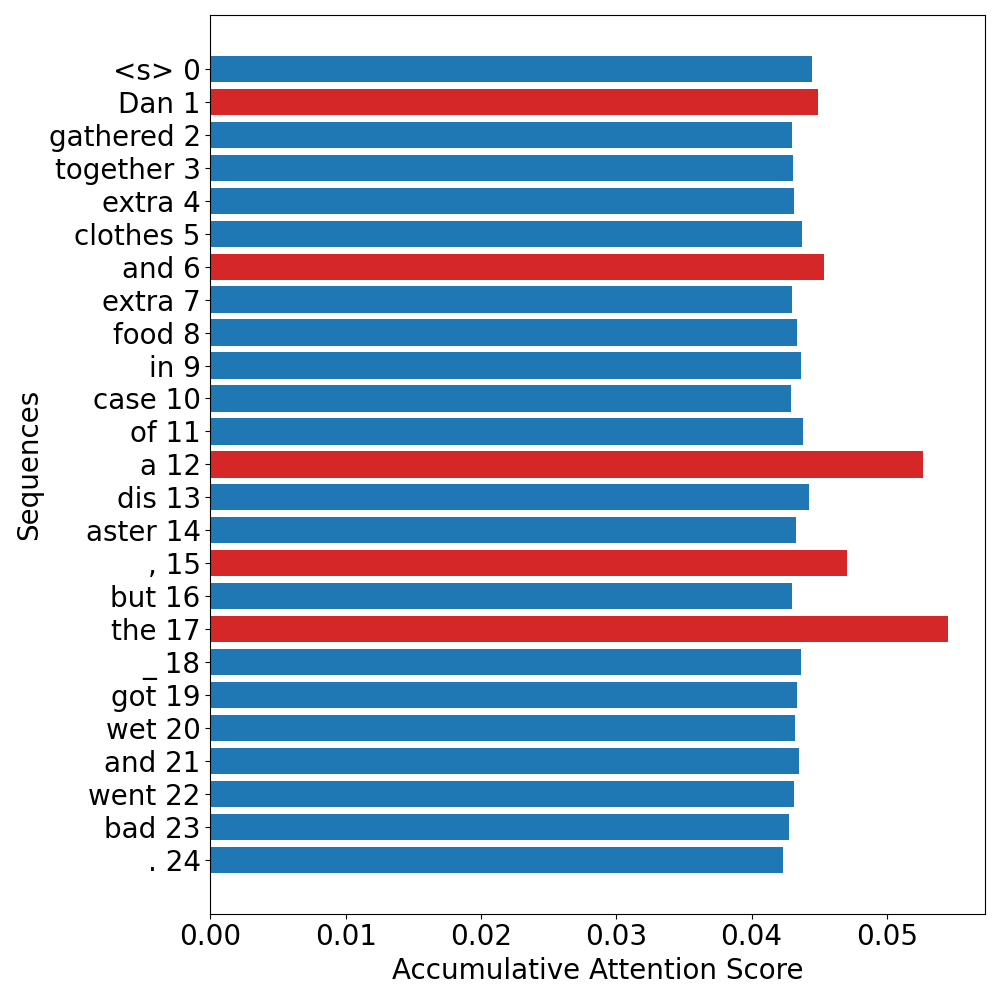 <s> 0
Dan 1
gathered 2
together 3
extra 4
clothes 5
and 6
extra 7
food 8
in 9
case 10
of 11
a 12
dis 13
aster 14
, 15
but 16
the 17
_ 18
got 19
wet 20
and 21
went 22
bad 23
. 24
Sequences
0.00 0.01 0.02 0.03 0.04 0.05
Accumulative Attention Score